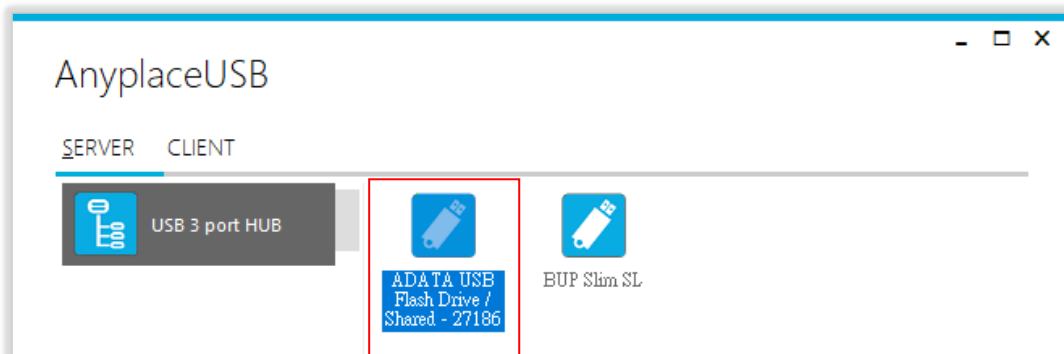 AnyplaceUSB
SERVER CLIENT
USB 3 port HUB
ADATA USB
Flash Drive /
Shared - 27186
BUP Slim SL